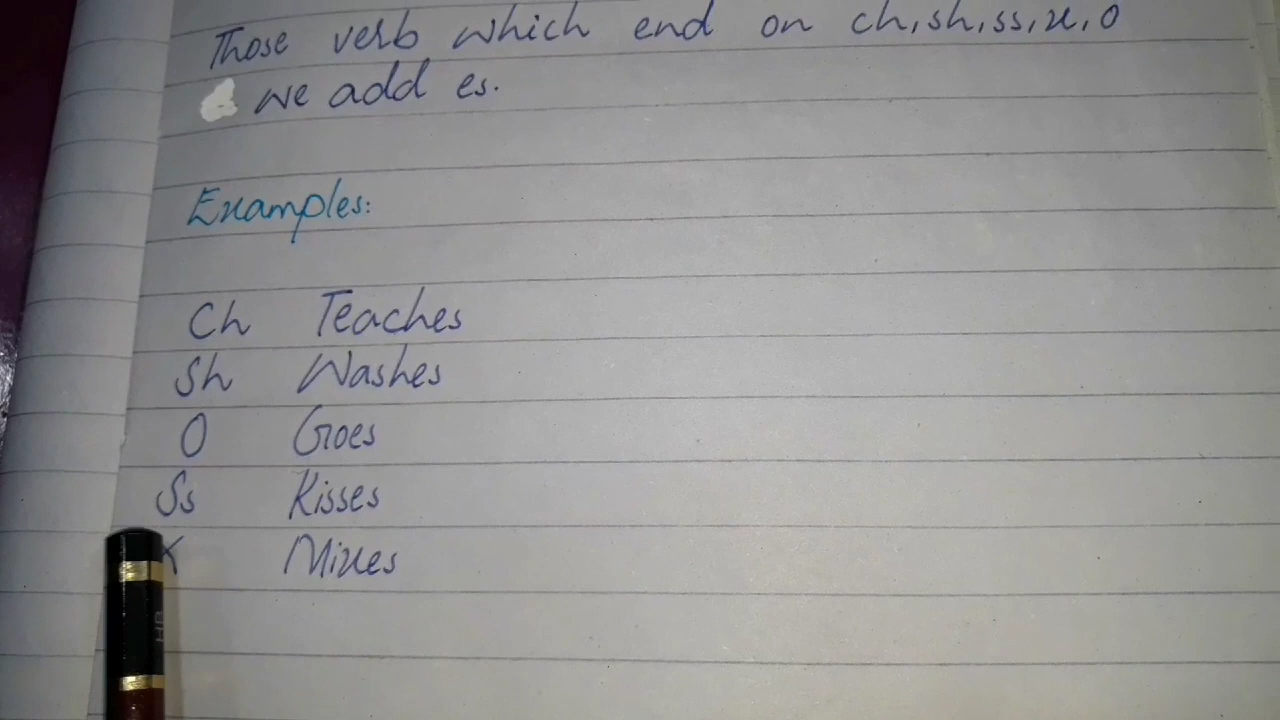 Those verb which end on ch, sh, ss, x, o
we add es.
Examples:
Ch Teaches
Sh Washes
O Goes
Ss Kisses
X Mixes
HB